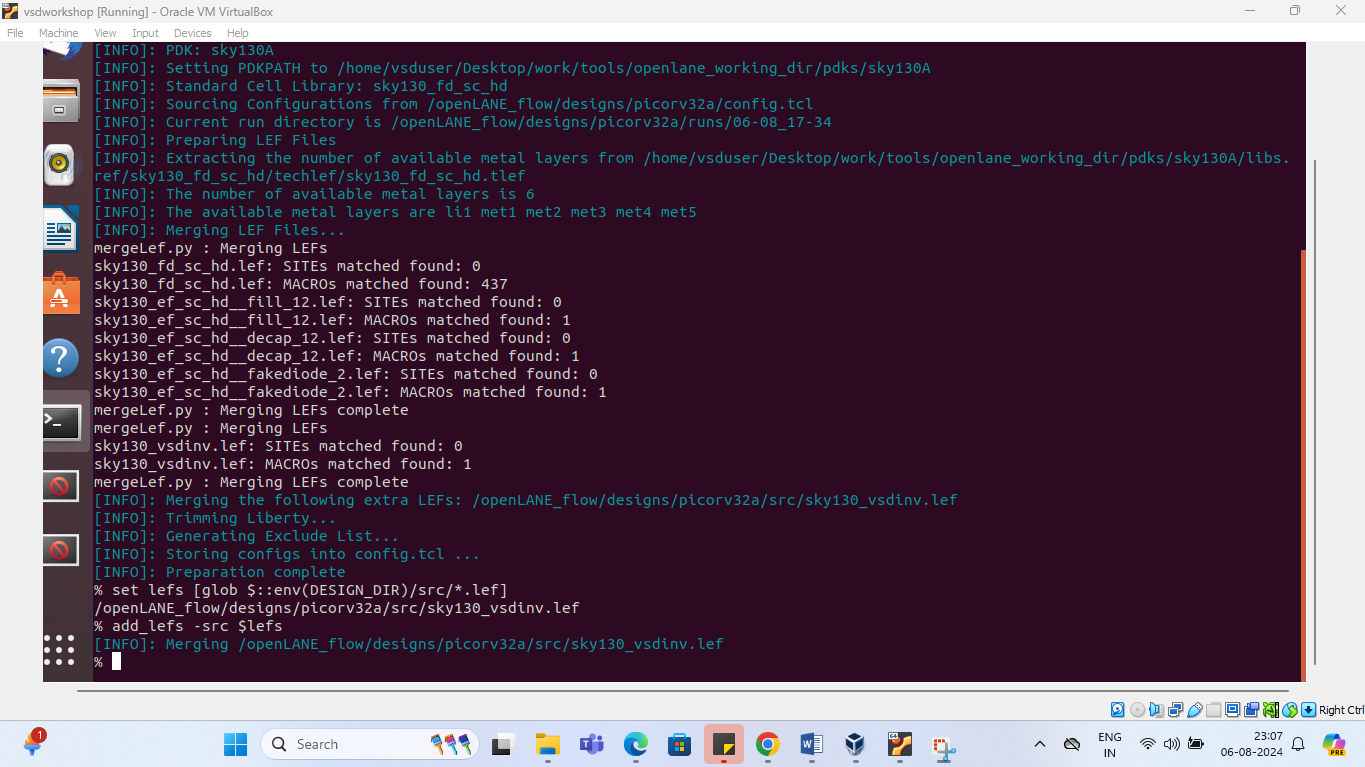 vsdworkshop [Running] - Oracle VM VirtualBox
File Machine View Input Devices Help
[INFO]: PDK: sky130A
[INFO]: Setting PDKPATH to /home/vsduser/Desktop/work/tools/openlane_working_dir/pdks/sky130A
[INFO]: Standard Cell Library: sky130_fd_sc_hd
[INFO]: Sourcing Configurations from /openLANE_flow/designs/picorv32a/config.tcl
[INFO]: Current run directory is /openLANE_flow/designs/picorv32a/runs/06-08_17-34
[INFO]: Preparing LEF Files
[INFO]: Extracting the number of available metal layers from /home/vsduser/Desktop/work/tools/openlane_working_dir/pdks/sky130A/libs.
ref/sky130_fd_sc_hd/techlef/sky130_fd_sc_hd.tlef
[INFO]: The number of available metal layers is 6
[INFO]: The available metal layers are li1 met1 met2 met3 met4 met5
[INFO]: Merging LEF Files...
mergeLef.py : Merging LEFs
sky130_fd_sc_hd.lef: SITEs matched found: 0
sky130_fd_sc_hd.lef: MACROs matched found: 437
sky130_ef_sc_hd__fill_12.lef: SITEs matched found: 0
sky130_ef_sc_hd__fill_12.lef: MACROs matched found: 1
sky130_ef_sc_hd__decap_12.lef: SITEs matched found: 0
sky130_ef_sc_hd__decap_12.lef: MACROs matched found: 1
sky130_ef_sc_hd__fakediode_2.lef: SITEs matched found: 0
sky130_ef_sc_hd__fakediode_2.lef: MACROs matched found: 1
mergeLef.py : Merging LEFs complete
mergeLef.py : Merging LEFs
sky130_vsdinv.lef: SITEs matched found: 0
sky130_vsdinv.lef: MACROs matched found: 1
mergeLef.py : Merging LEFs complete
[INFO]: Merging the following extra LEFs: /openLANE_flow/designs/picorv32a/src/sky130_vsdinv.lef
[INFO]: Trimming Liberty...
[INFO]: Generating Exclude List...
[INFO]: Storing configs into config.tcl ...
[INFO]: Preparation complete
% set lefs [glob $::env(DESIGN_DIR)/src/*.lef]
/openLANE_flow/designs/picorv32a/src/sky130_vsdinv.lef
% add_lefs -src $lefs
[INFO]: Merging /openLANE_flow/designs/picorv32a/src/sky130_vsdinv.lef
%
Right Ctrl
1
Search
ENG
IN
23:07
06-08-2024
PRE